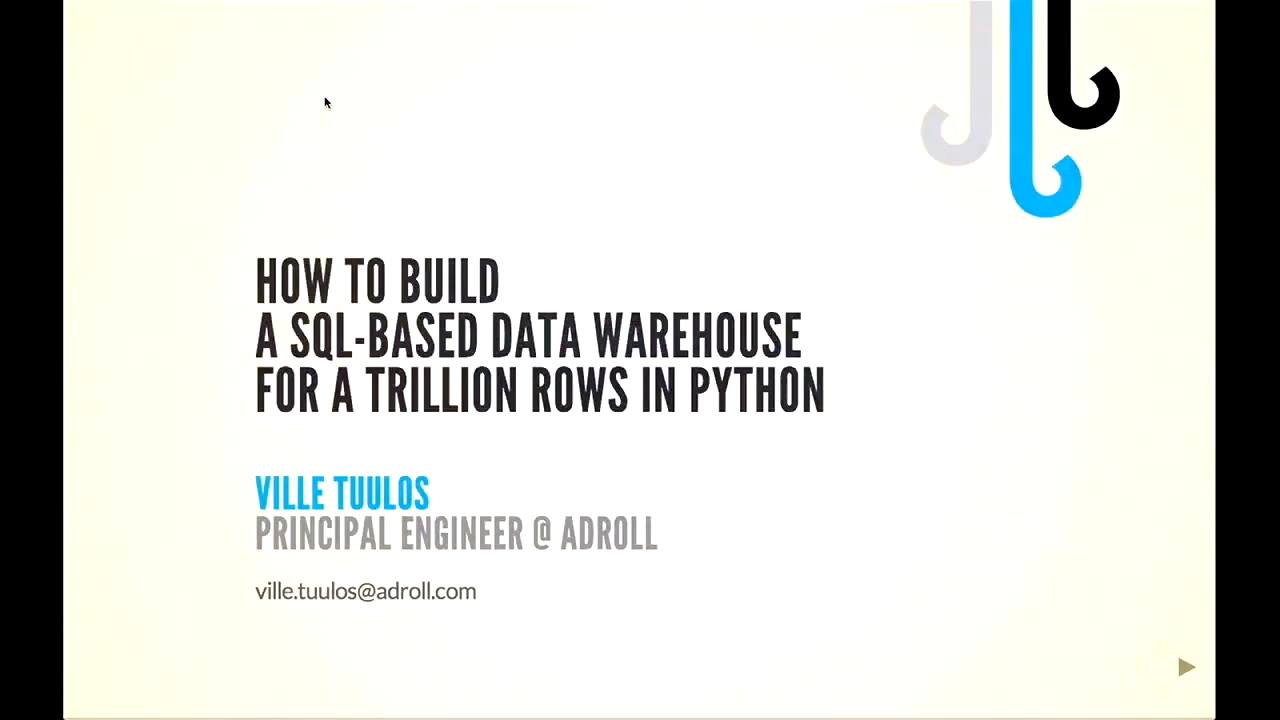 HOW TO BUILD
A SQL-BASED DATA WAREHOUSE
FOR A TRILLION ROWS IN PYTHON
VILLE TUULOS
PRINCIPAL ENGINEER @ ADROLL
ville.tuulos@adroll.com